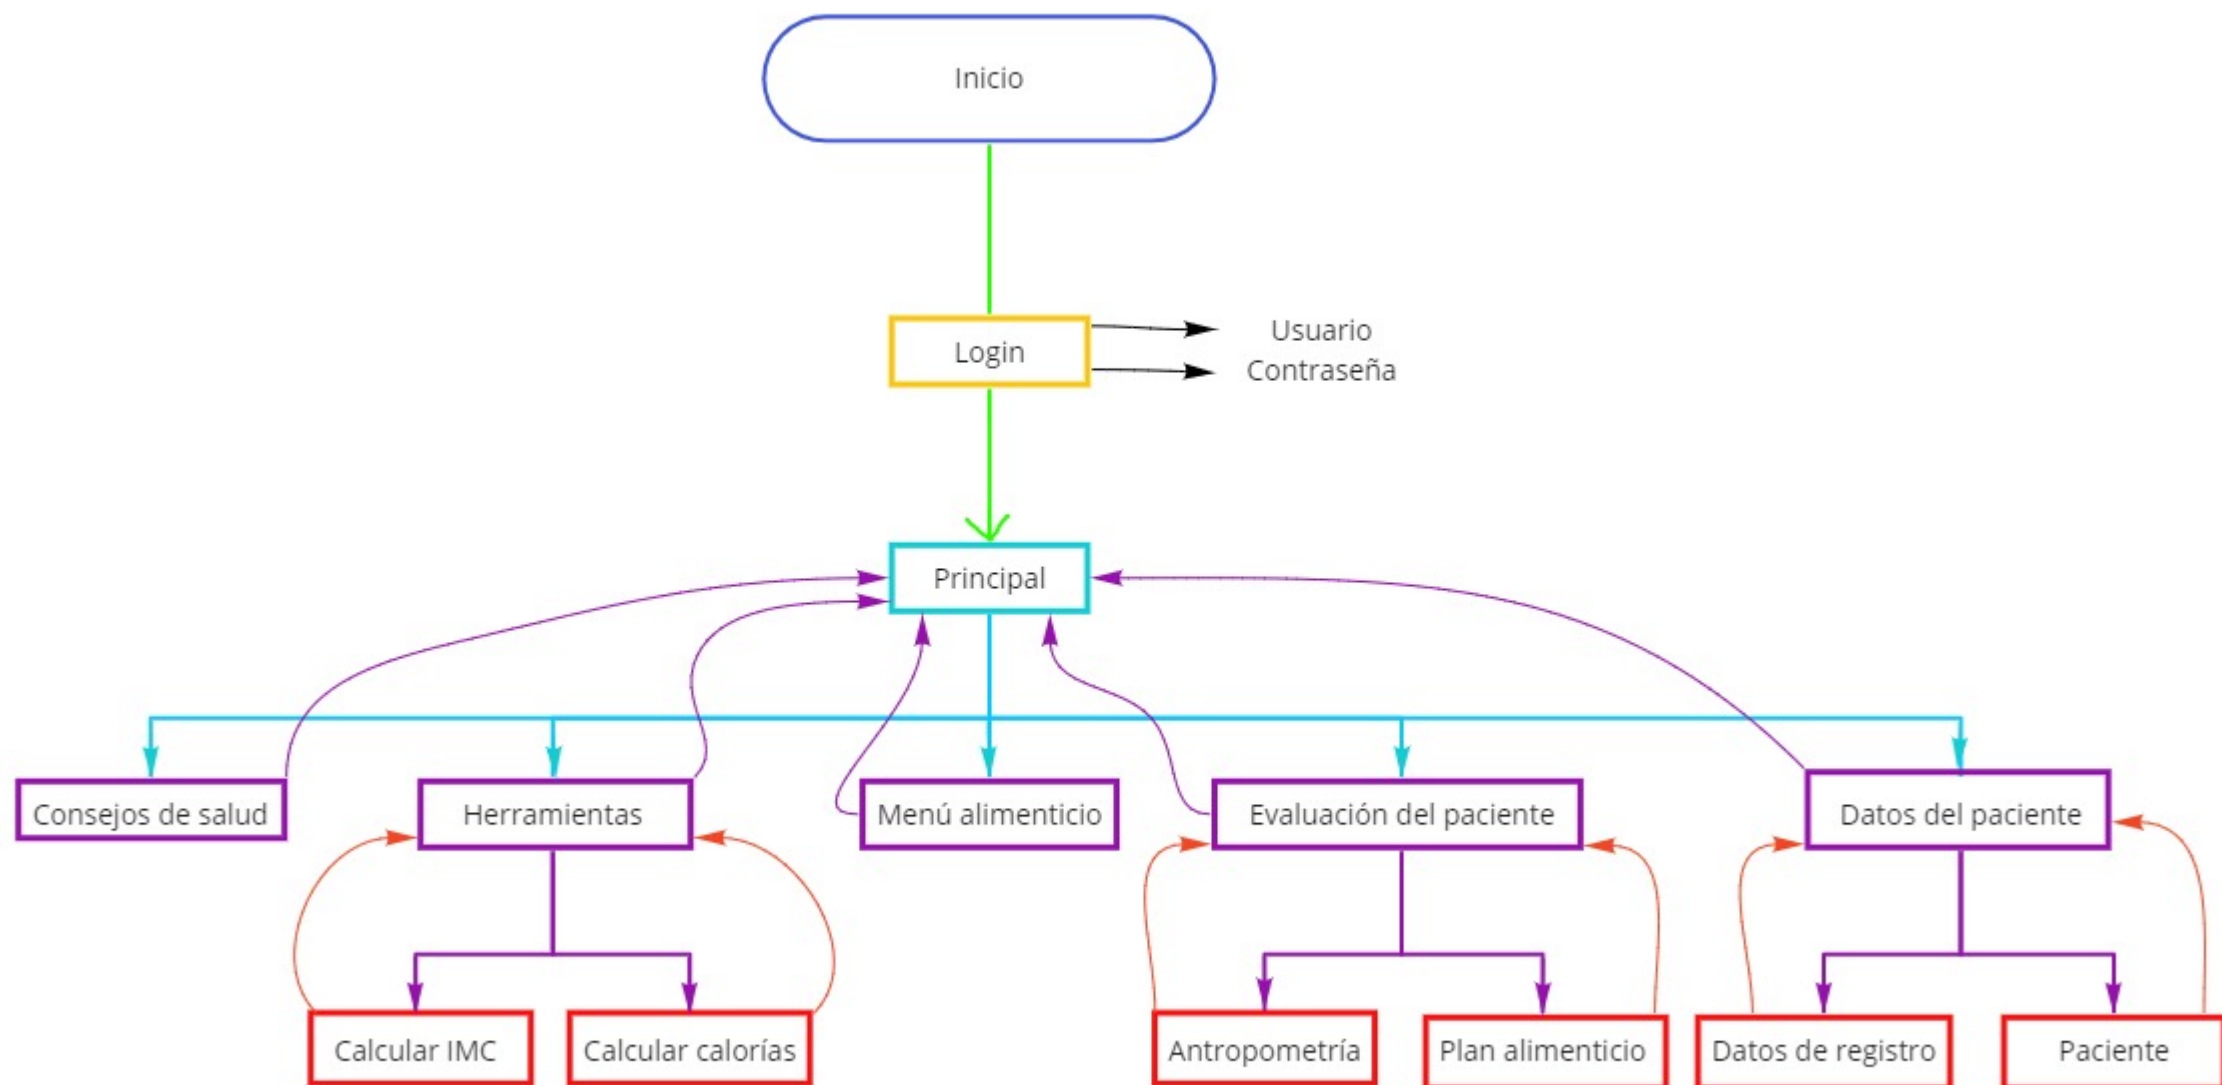 Inicio
Login
Usuario
Contraseña
Principal
Consejos de salud
Herramientas
Menú alimenticio
Evaluación del paciente
Datos del paciente
Calcular IMC
Calcular calorías
Antropometría
Plan alimenticio
Datos de registro
Paciente